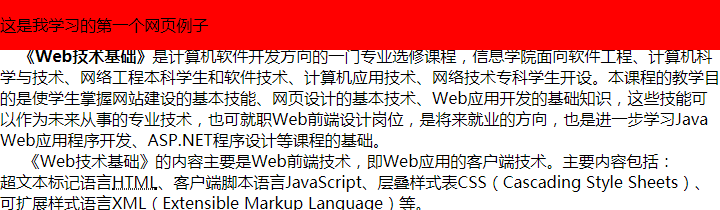 这是我学习的第一个网页例子
《Web技术基础》是计算机软件开发方向的一门专业选修课程，信息学院面向软件工程、计算机科
学与技术、网络工程本科学生和软件技术、计算机应用技术、网络技术专科学生开设。本课程的教学目
的是使学生掌握网站建设的基本技能、网页设计的基本技术、Web应用开发的基础知识，这些技能可
以作为未来从事的专业技术，也可就职Web前端设计岗位，是将来就业的方向，也是进一步学习Java
Web应用程序开发、ASP.NET程序设计等课程的基础。
《Web技术基础》的内容主要是Web前端技术，即Web应用的客户端技术。主要内容包括：
超文本标记语言HTML、客户端脚本语言JavaScript、层叠样式表CSS（Cascading Style Sheets）、
可扩展样式语言XML（Extensible Markup Language）等。